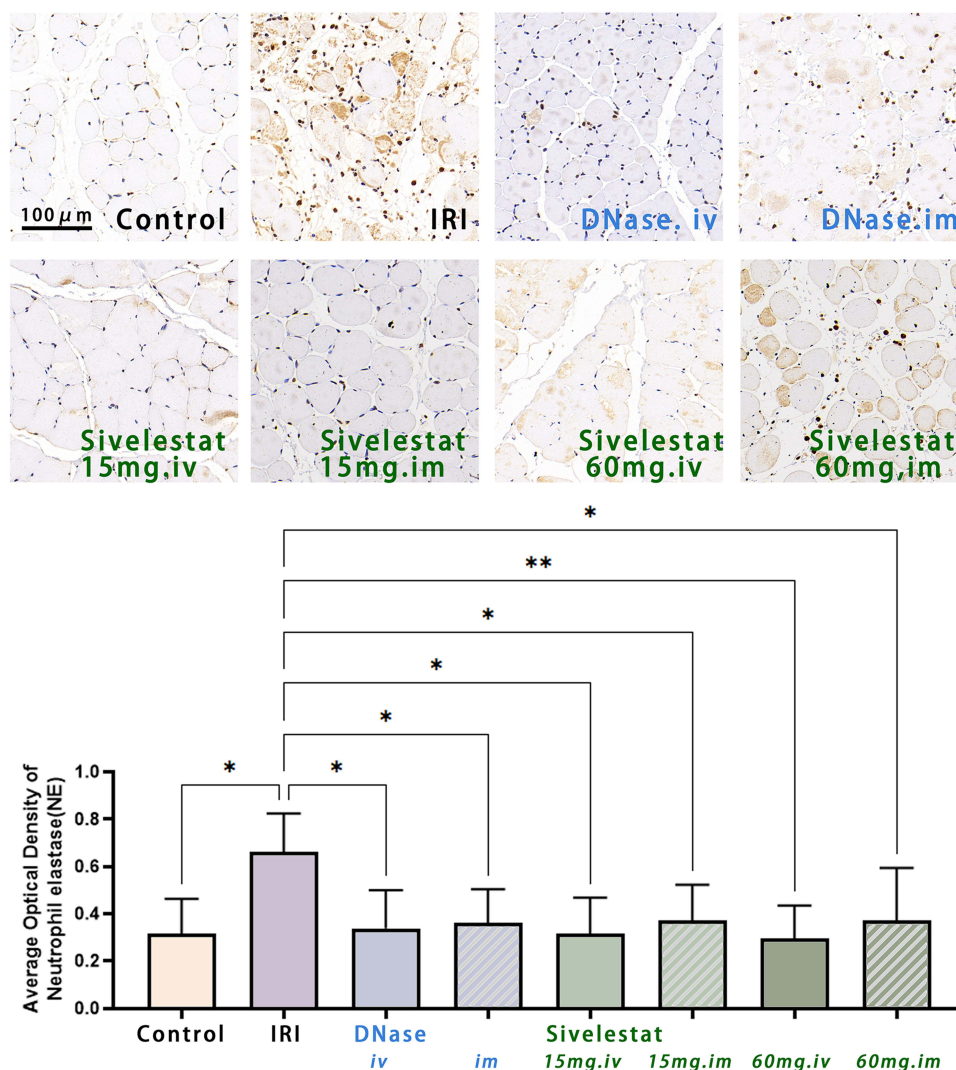 100μm Control
IRI
DNase. iv
DNase.im
Sivelestat
15mg.iv
Sivelestat
15mg.im
Sivelestat
60mg.iv
Sivelestat
60mg,im
*
**
*
*
*
*
*
Average Optical Density of
Neutrophil elastase(NE)
1.0
0.8
0.6
0.4
0.2
0.0
Control
IRI
DNase
Sivelestat
iv
im
15mg.iv
15mg.im
60mg.iv
60mg.im